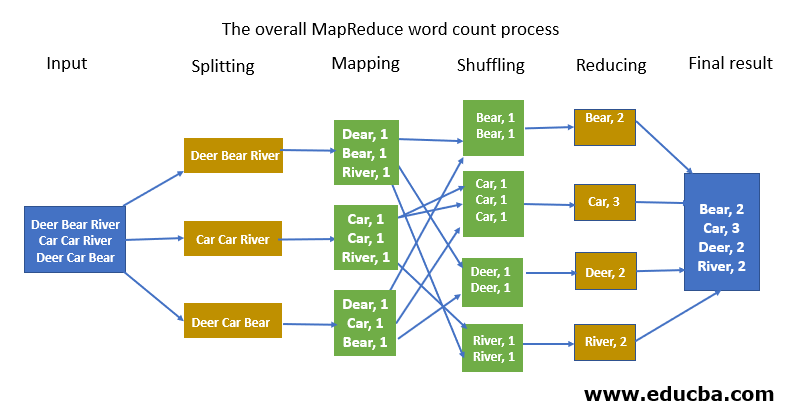 The overall MapReduce word count process
Input
Splitting
Mapping
Shuffling
Reducing
Final result
Deer Bear River
Car Car River
Deer Car Bear
Deer Bear River
Car Car River
Deer Car Bear
Dear, 1
Bear, 1
River, 1
Car, 1
Car, 1
River, 1
Dear, 1
Car, 1
Bear, 1
Bear, 1
Bear, 1
Car, 1
Car, 1
Car, 1
Deer, 1
Deer, 1
River, 1
River, 1
Bear, 2
Car, 3
Deer, 2
River, 2
Bear, 2
Car, 3
Deer, 2
River, 2
www.educba.com